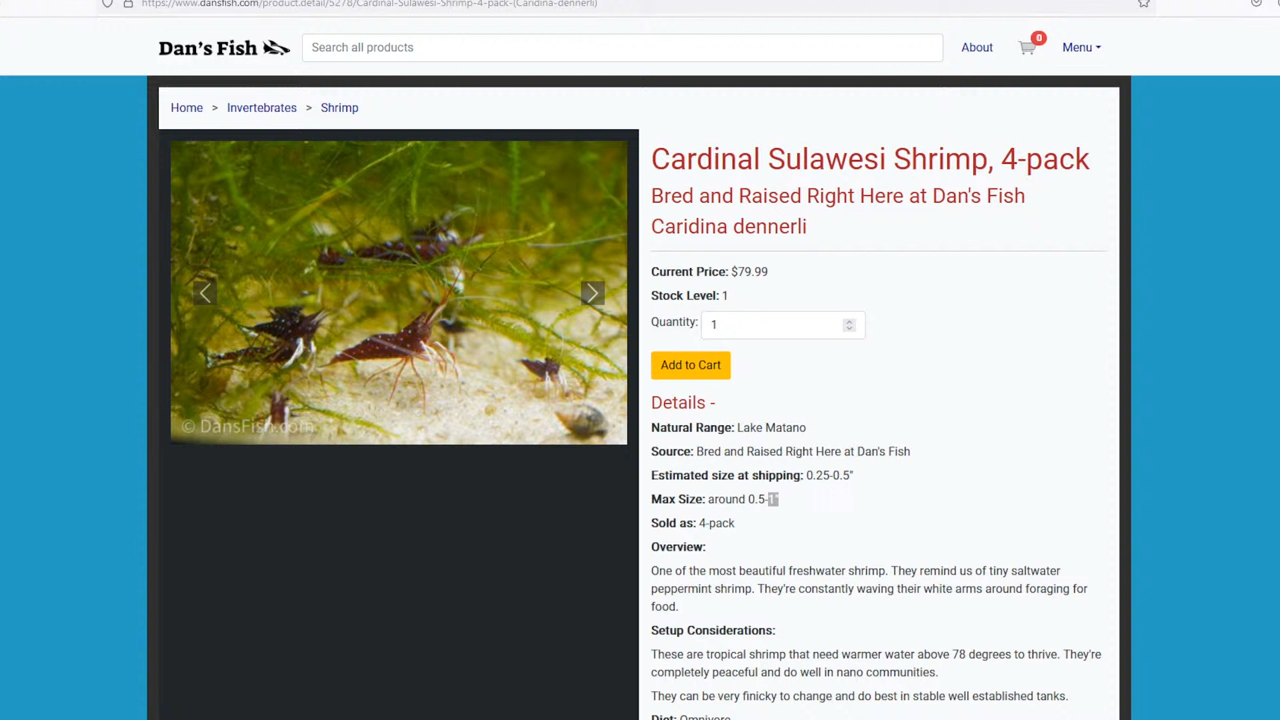 https://www.dansfish.com/product.detail/5278/Cardinal-Sulawesi-Shrimp-4-pack-(Caridina-dennerli)
Dan's Fish
Search all products
About
0
Menu
Home > Invertebrates > Shrimp
Cardinal Sulawesi Shrimp, 4-pack
Bred and Raised Right Here at Dan's Fish
Caridina dennerli
Current Price: $79.99
Stock Level: 1
Quantity: 1
Add to Cart
© DansFish.com
Details -
Natural Range: Lake Matano
Source: Bred and Raised Right Here at Dan's Fish
Estimated size at shipping: 0.25-0.5"
Max Size: around 0.5-1"
Sold as: 4-pack
Overview:
One of the most beautiful freshwater shrimp. They remind us of tiny saltwater
peppermint shrimp. They're constantly waving their white arms around foraging for
food.
Setup Considerations:
These are tropical shrimp that need warmer water above 78 degrees to thrive. They're
completely peaceful and do well in nano communities.
They can be very finicky to change and do best in stable well established tanks.
Diet: Omnivore